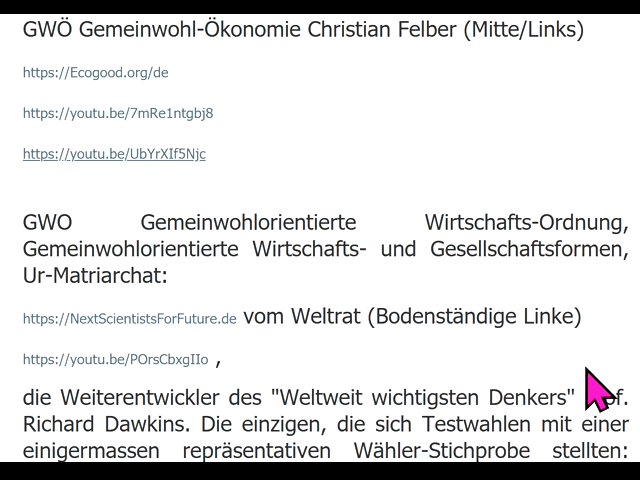 GWÖ Gemeinwohl-Ökonomie Christian Felber (Mitte/Links)
https://Ecogood.org/de
https://youtu.be/7mRe1ntgbj8
https://youtu.be/UbYrXIf5Njc
GWO Gemeinwohlorientierte Wirtschafts-Ordnung,
Gemeinwohlorientierte Wirtschafts- und Gesellschaftsformen,
Ur-Matriarchat:
https://NextScientistsForFuture.de vom Weltrat (Bodenständige Linke)
https://youtu.be/POrsCbxgIIo ,
die Weiterentwickler des "Weltweit wichtigsten Denkers"
Richard Dawkins. Die einzigen, die sich Testwahlen mit einer
einigermassen repräsentativen Wähler-Stichprobe stellten: